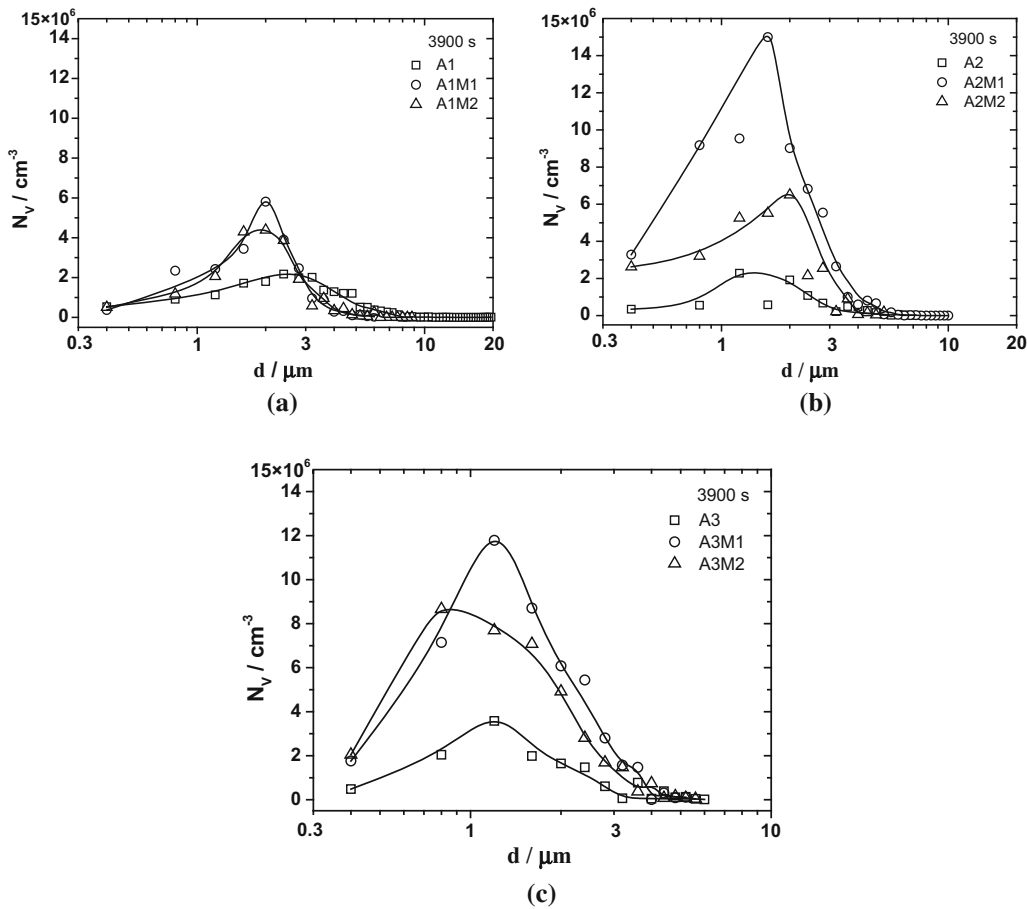 15×10⁶
14
12
10
8
6
4
2
0
N_V / cm⁻³
3900 s
A1
A1M1
A1M2
0.3
1
3
10
20
d / μm
(a)
15×10⁶
14
12
10
8
6
4
2
0
N_V / cm⁻³
3900 s
A2
A2M1
A2M2
0.3
1
3
10
20
d / μm
(b)
15×10⁶
14
12
10
8
6
4
2
0
N_V / cm⁻³
3900 s
A3
A3M1
A3M2
0.3
1
3
10
d / μm
(c)